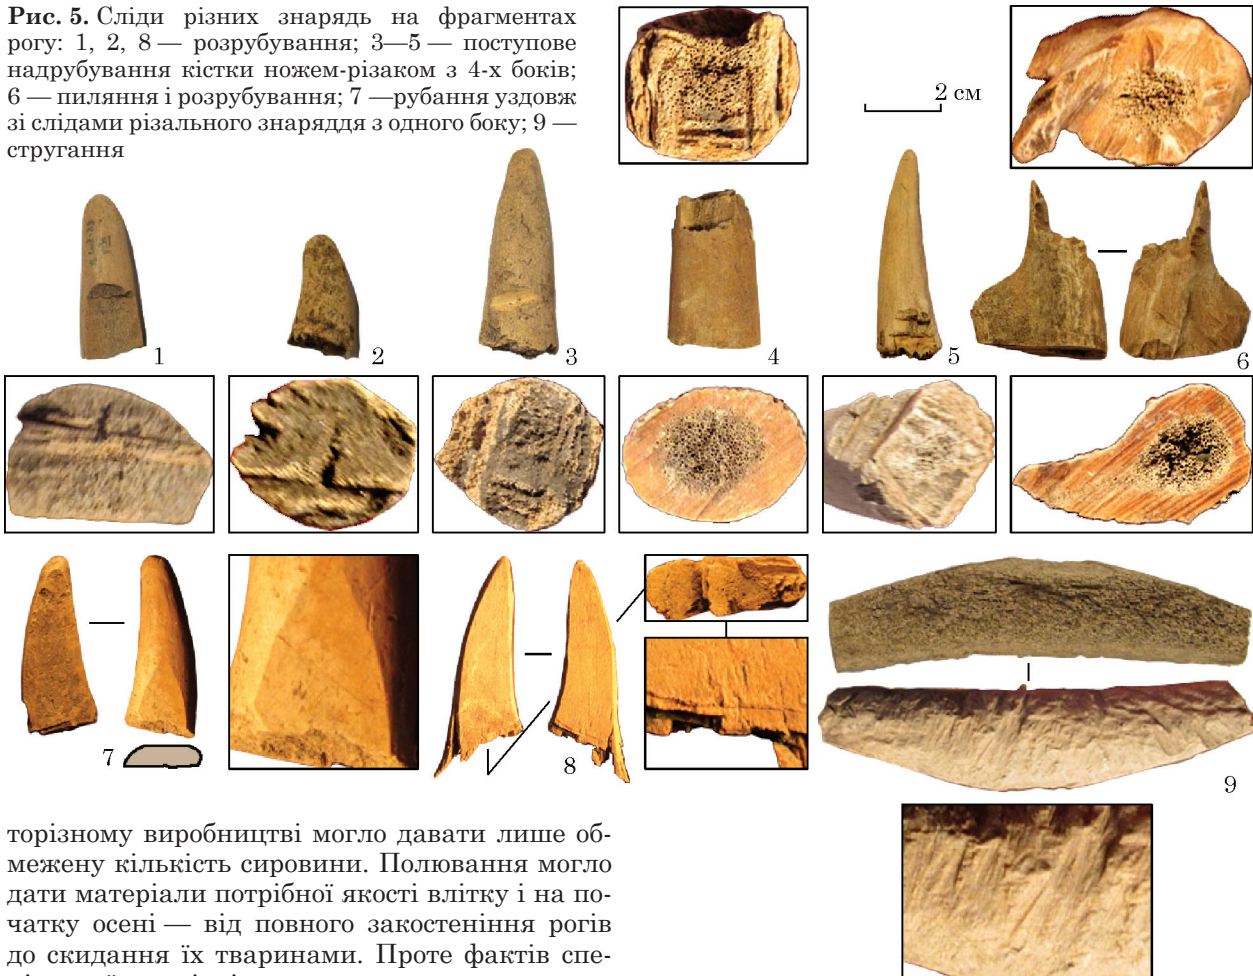 Рис. 5. Сліди різних знарядь на фрагментах
рогу: 1, 2, 8 — розрубування; 3—5 — поступове
надрубування кістки ножем-різаком з 4-х боків;
6 — пиляння і розрубування; 7 —рубання уздовж
зі слідами різального знаряддя з одного боку; 9 —
стругання
2 см
1
2
3
4
5
6
7
8
9
торізному виробництві могло давати лише об-
межену кількість сировини. Полювання могло
дати матеріали потрібної якості влітку і на по-
чатку осені — від повного закостеніння рогів
до скидання їх тваринами. Проте фактів спе-